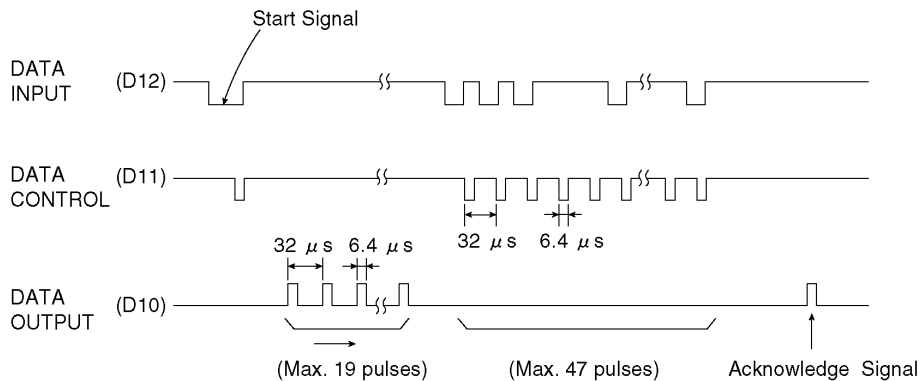 Start Signal
DATA INPUT (D12)
DATA CONTROL (D11)
32 μs 6.4 μs
32 μs 6.4 μs
DATA OUTPUT (D10)
(Max. 19 pulses) (Max. 47 pulses) Acknowledge Signal